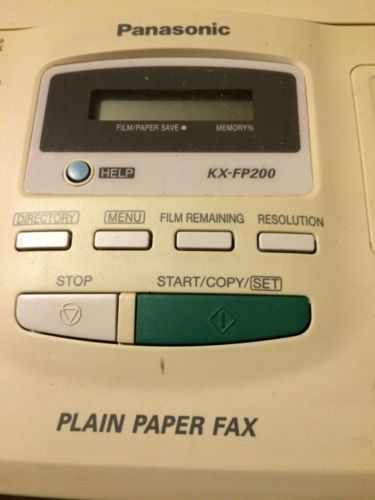 Panasonic
FILM/PAPER SAVE MEMORY%
HELP KX-FP200
DIRECTORY MENU FILM REMAINING RESOLUTION
STOP START/COPY/SET
PLAIN PAPER FAX